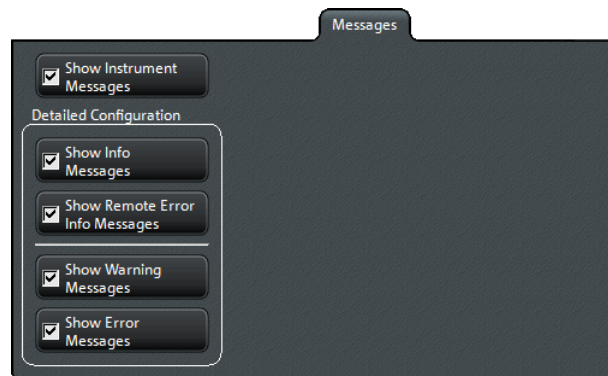 Messages
Show Instrument
Messages
Detailed Configuration
Show Info
Messages
Show Remote Error
Info Messages
Show Warning
Messages
Show Error
Messages